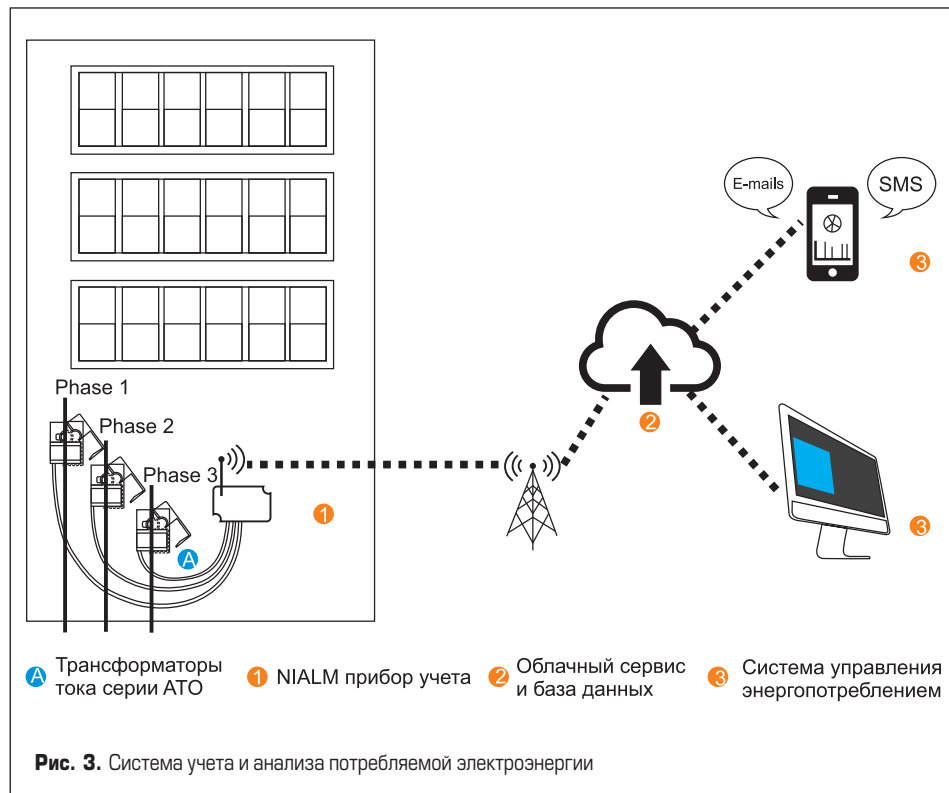 E-mails
SMS
3
2
Phase 1
Phase 2
Phase 3
1
A
3
A Трансформаторы
тока серии АТО
1 NIALM прибор учета
2 Облачный сервис
и база данных
3 Система управления
энергопотреблением
Рис. 3. Система учета и анализа потребляемой электроэнергии